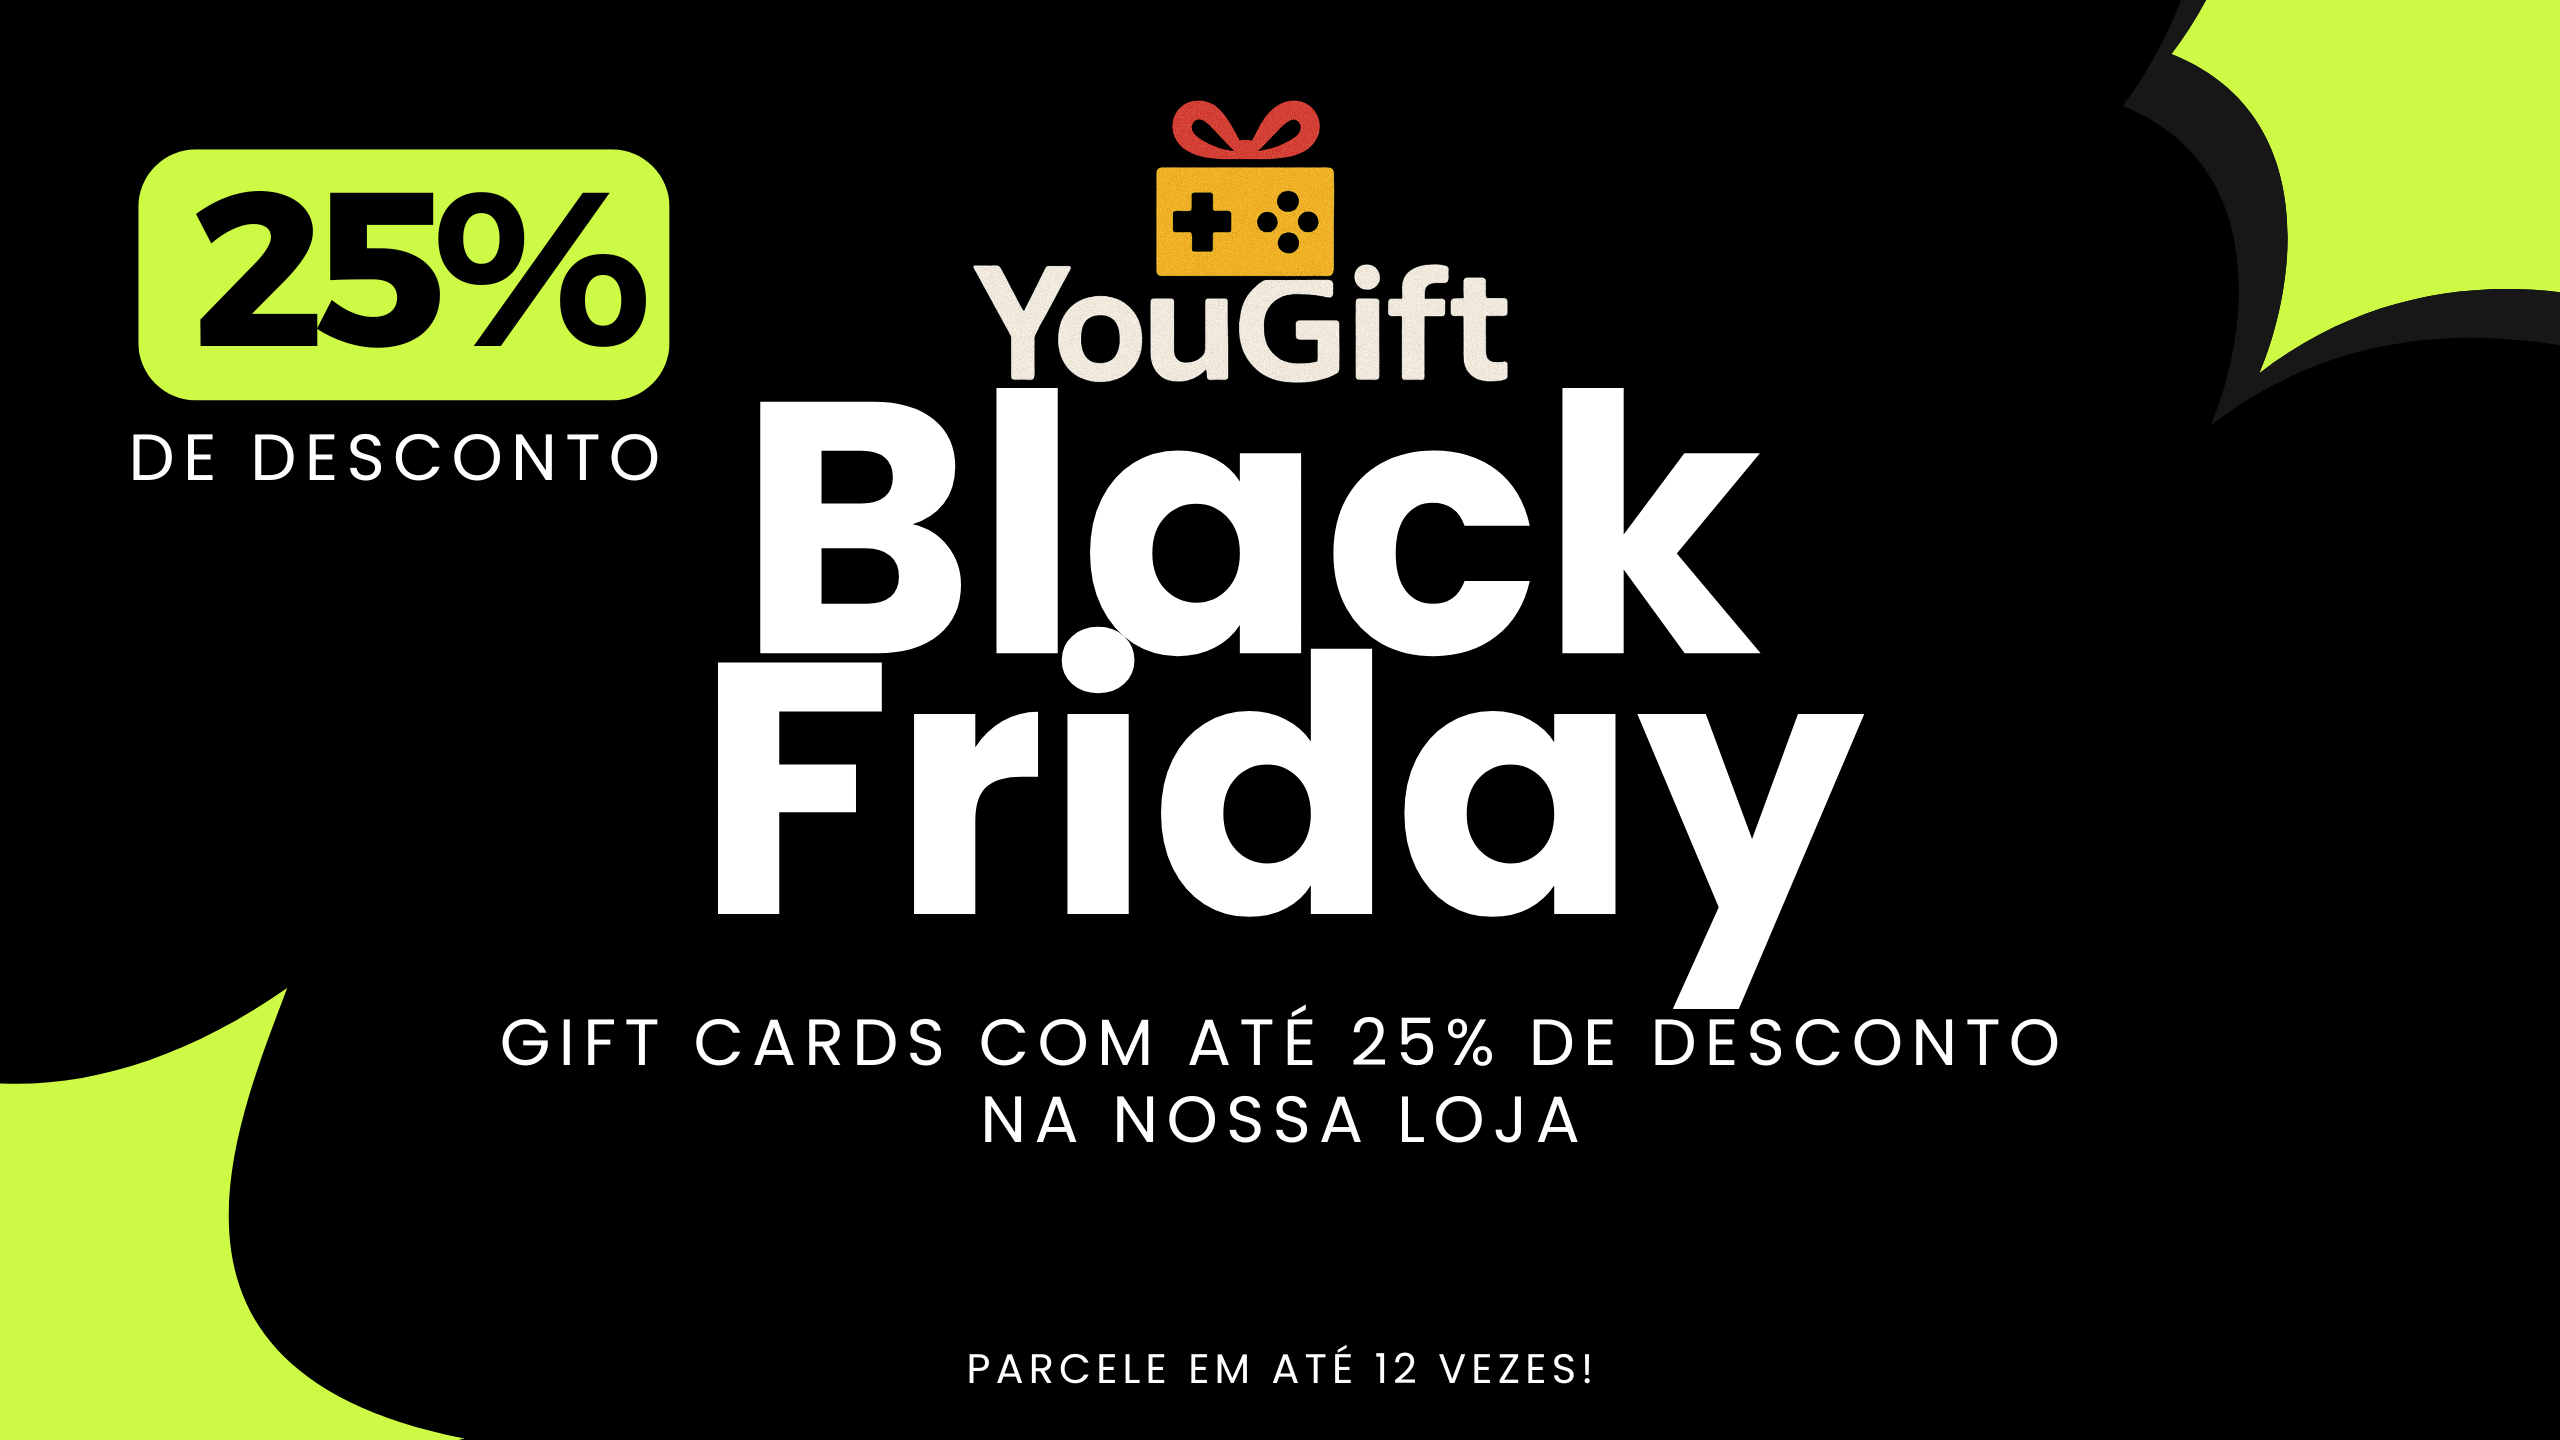 25%
DE DESCONTO
YouGift
Black
Friday
GIFT CARDS COM ATÉ 25% DE DESCONTO
NA NOSSA LOJA
PARCELE EM ATÉ 12 VEZES!